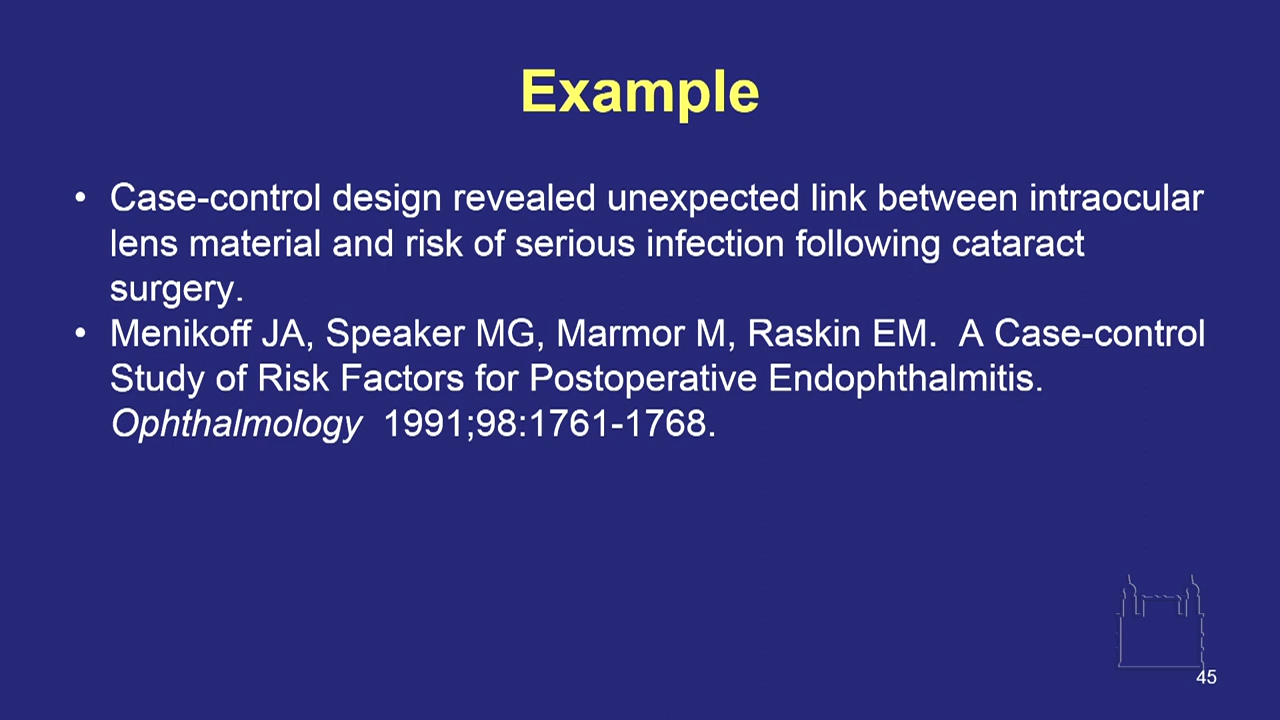 Example
• Case-control design revealed unexpected link between intraocular
lens material and risk of serious infection following cataract
surgery.
• Menikoff JA, Speaker MG, Marmor M, Raskin EM.  A Case-control
Study of Risk Factors for Postoperative Endophthalmitis.
Ophthalmology  1991;98:1761-1768.
45